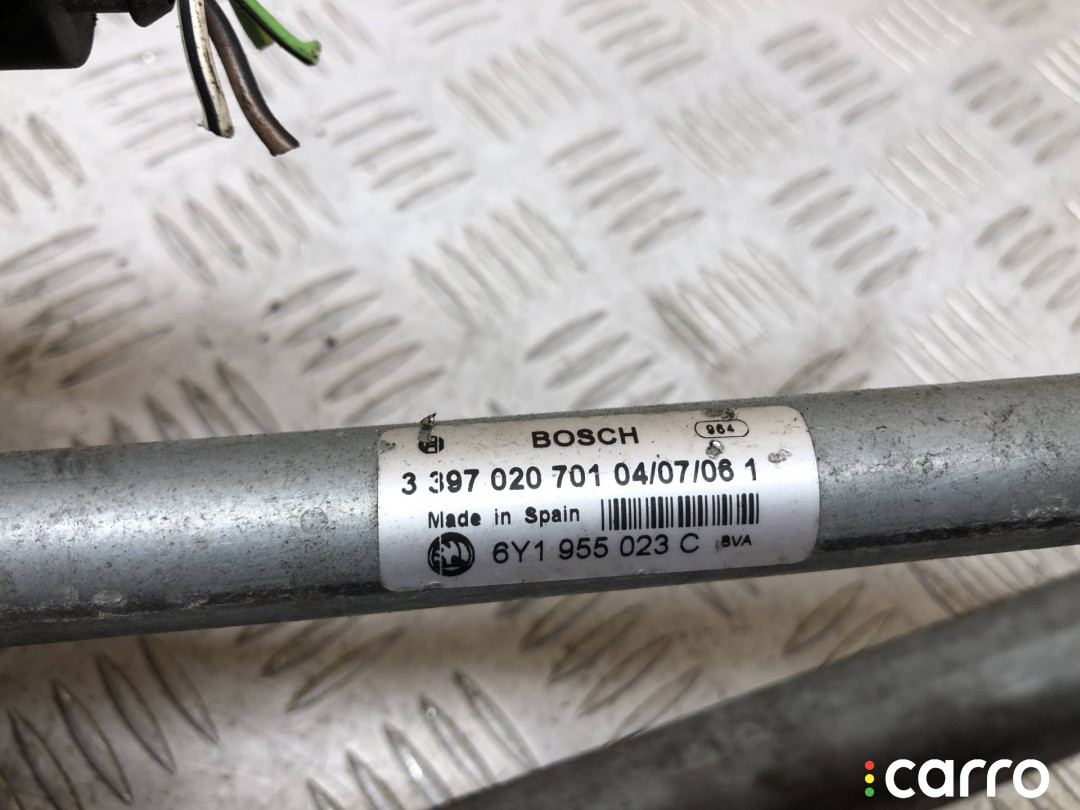 BOSCH 964
3 397 020 701 04/07/06 1
Made in Spain
6Y1 955 023 C BVA
carro